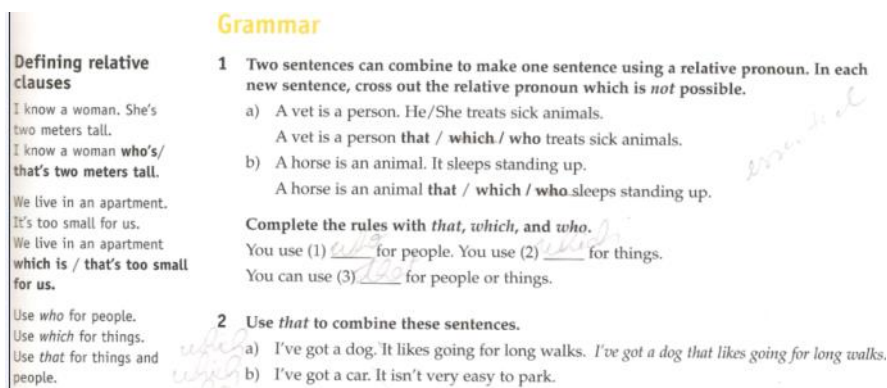 Grammar
Defining relative
clauses
I know a woman. She's
two meters tall.
I know a woman who's/
that's two meters tall.
We live in an apartment.
It's too small for us.
We live in an apartment
which is / that's too small
for us.
Use who for people.
Use which for things.
Use that for things and
people.
1 Two sentences can combine to make one sentence using a relative pronoun. In each
new sentence, cross out the relative pronoun which is not possible.
a) A vet is a person. He/She treats sick animals.
A vet is a person that / which / who treats sick animals.
b) A horse is an animal. It sleeps standing up.
A horse is an animal that / which / who sleeps standing up.
essential
Complete the rules with that, which, and who.
You use (1) who for people. You use (2) which for things.
You can use (3) that for people or things.
2 Use that to combine these sentences.
which a) I've got a dog. It likes going for long walks. I've got a dog that likes going for long walks.
which b) I've got a car. It isn't very easy to park.